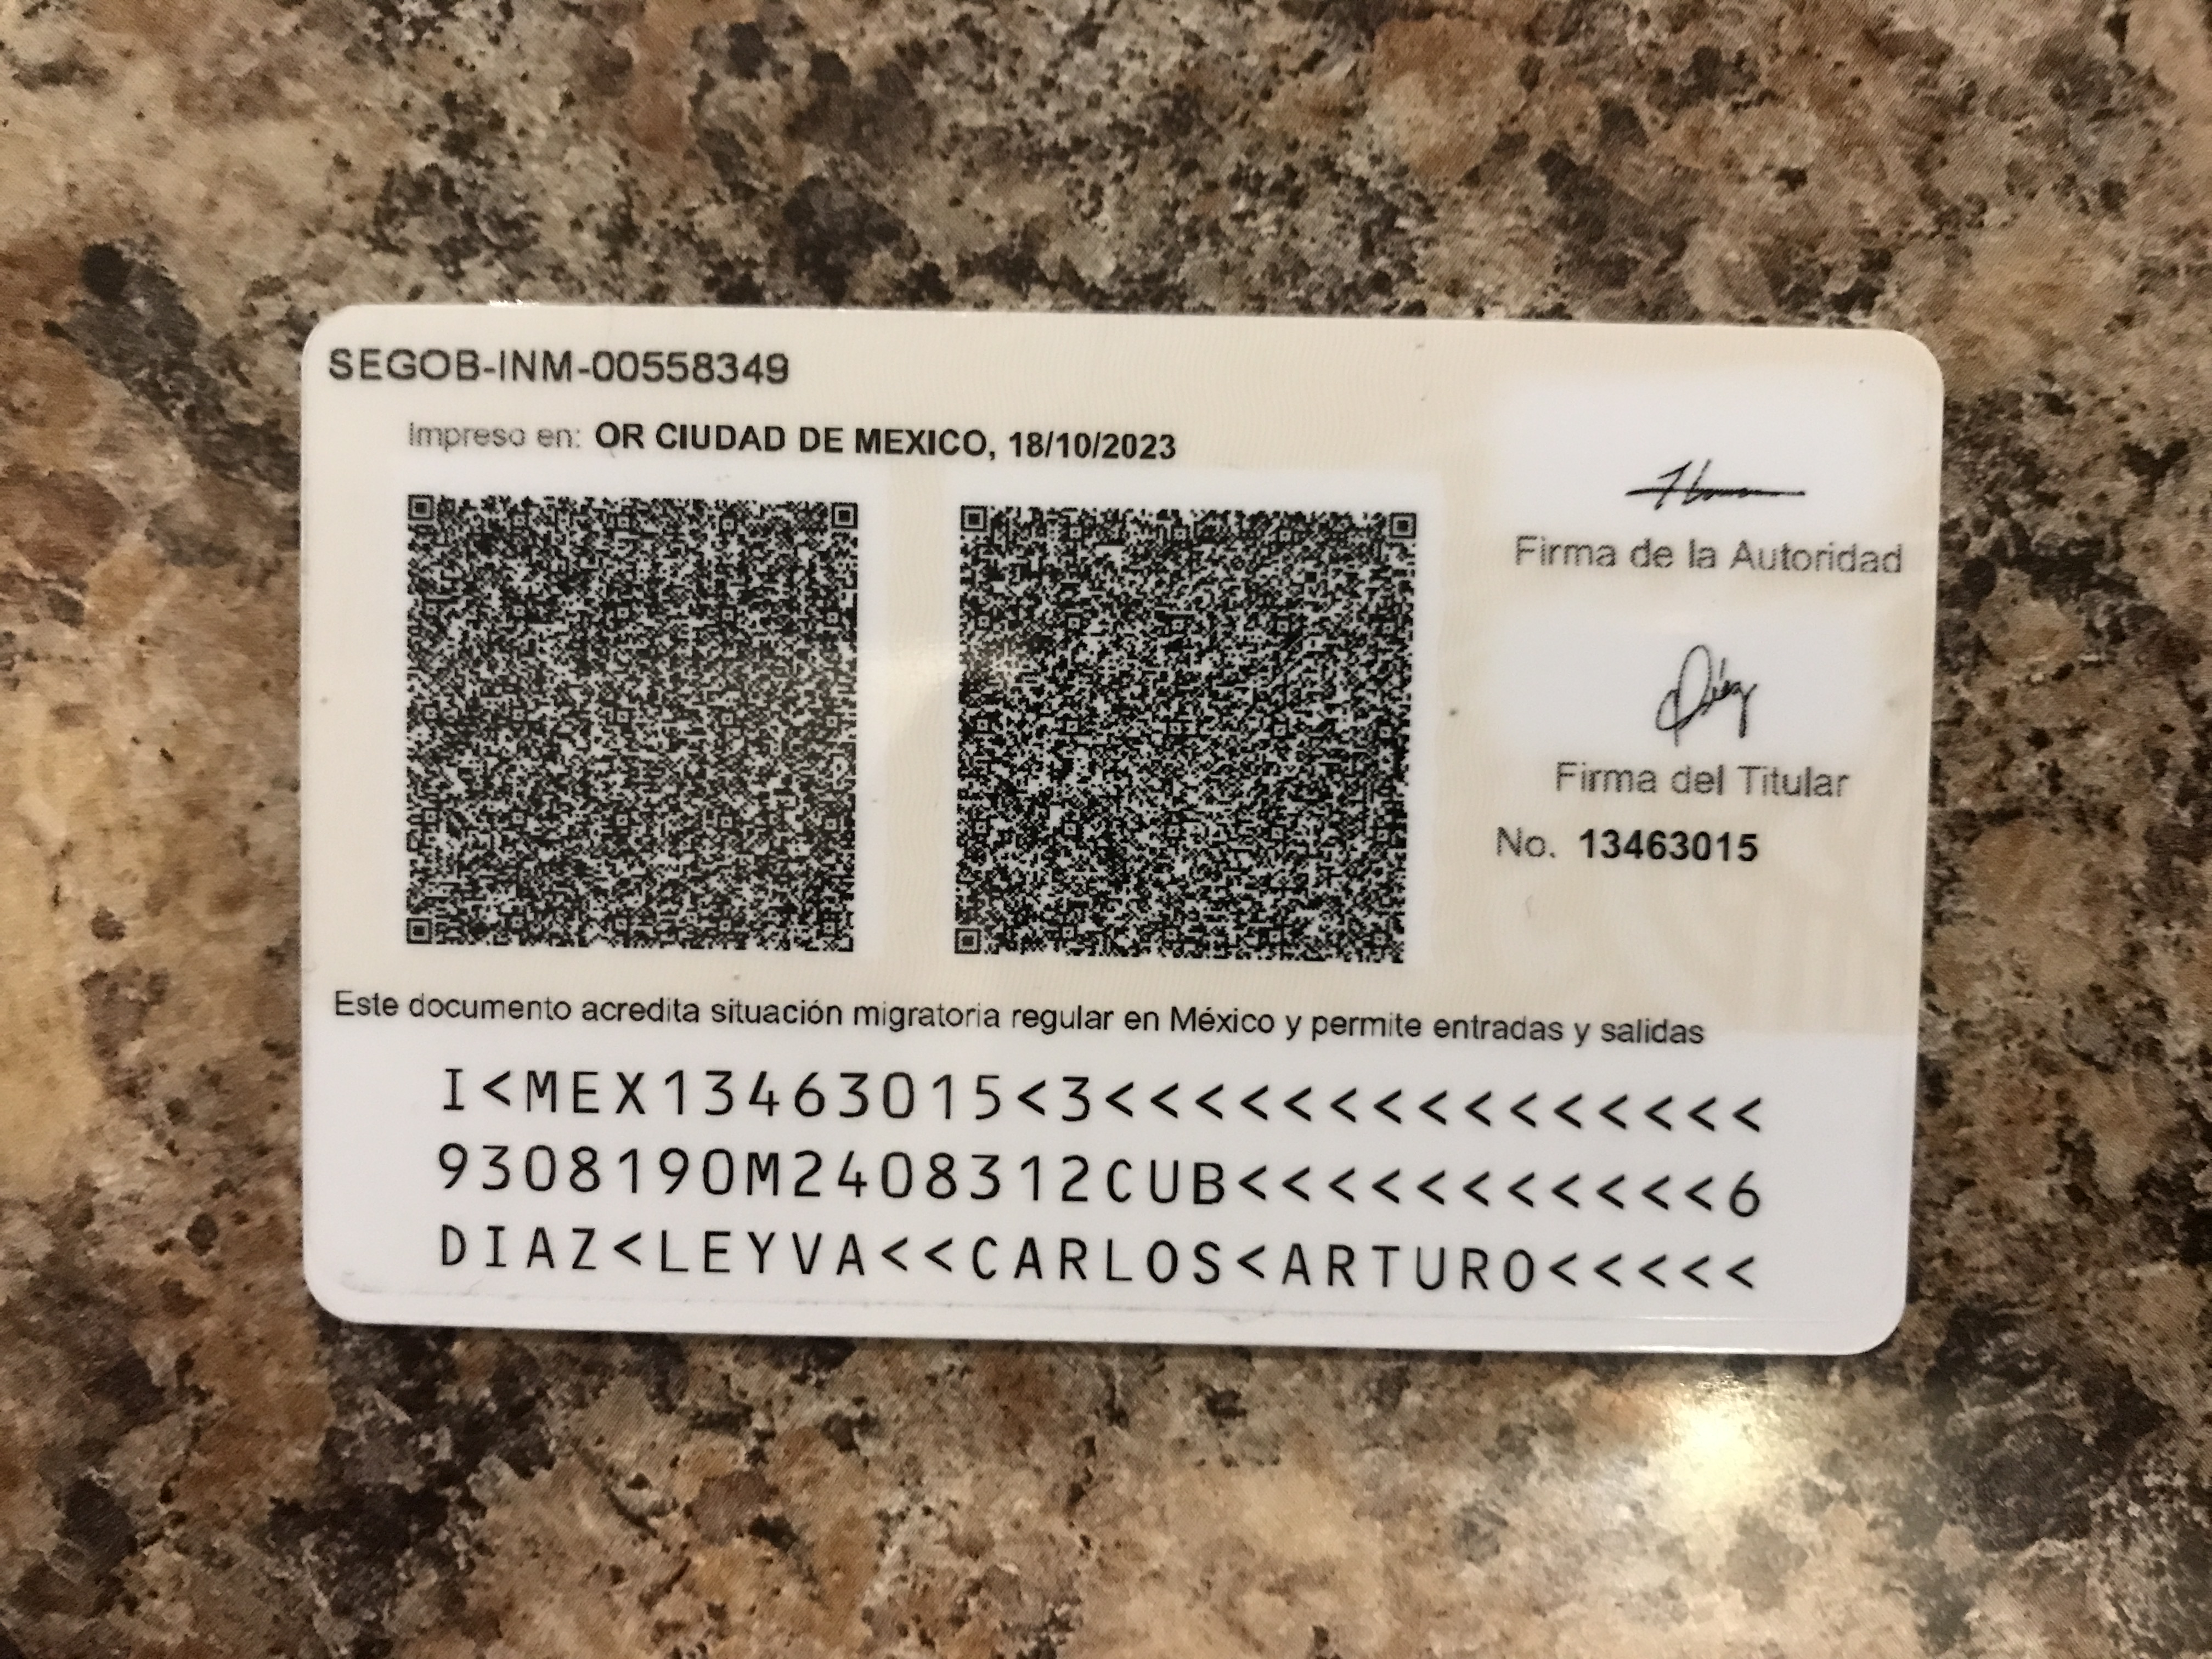 SEGOB-INM-00558349
Impreso en: OR CIUDAD DE MEXICO, 18/10/2023
Firma de la Autoridad
Díaz
Firma del Titular
No. 13463015
Este documento acredita situación migratoria regular en México y permite entradas y salidas
I<MEX13463015<3<<<<<<<<<<<<<<<
9308190M2408312CUB<<<<<<<<<<<6
DIAZ<LEYVA<<CARLOS<ARTURO<<<<<